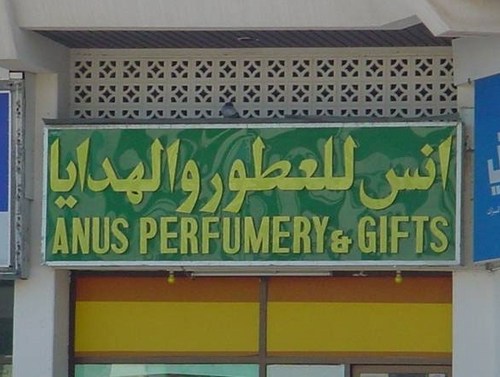 انس للعطور والهدايا
ANUS PERFUMERY & GIFTS